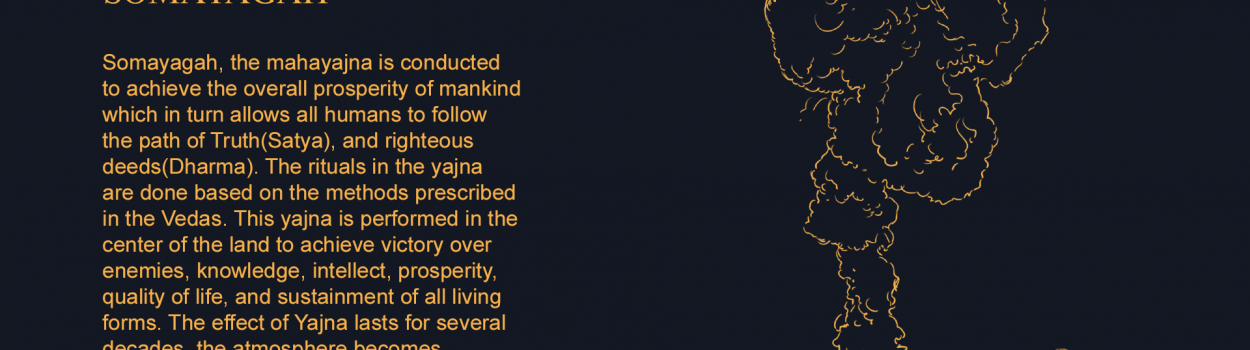 SOMAYAGAH
Somayagah, the mahayajna is conducted
to achieve the overall prosperity of mankind
which in turn allows all humans to follow
the path of Truth(Satya), and righteous
deeds(Dharma). The rituals in the yajna
are done based on the methods prescribed
in the Vedas. This yajna is performed in the
center of the land to achieve victory over
enemies, knowledge, intellect, prosperity,
quality of life, and sustainment of all living
forms. The effect of Yajna lasts for several
decades, the atmosphere becomes